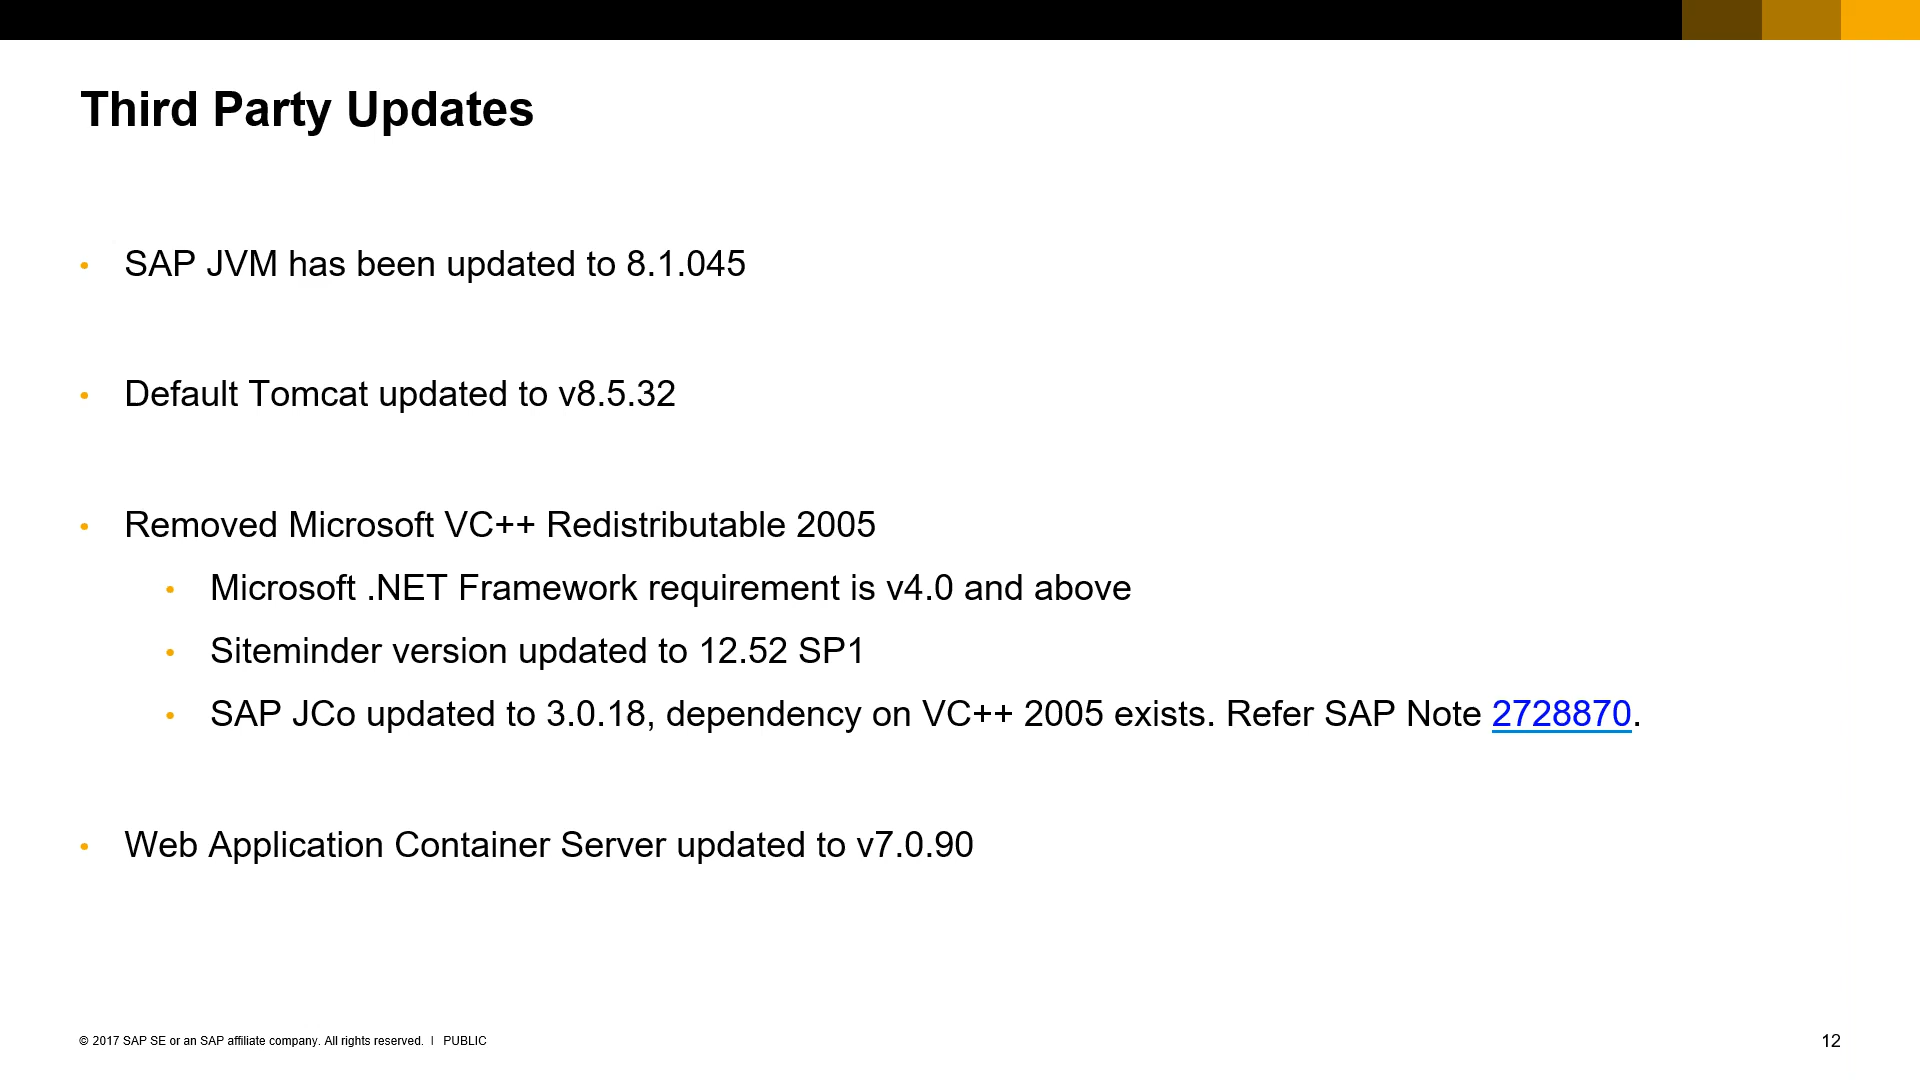 Third Party Updates
• SAP JVM has been updated to 8.1.045
• Default Tomcat updated to v8.5.32
• Removed Microsoft VC++ Redistributable 2005
• Microsoft .NET Framework requirement is v4.0 and above
• Siteminder version updated to 12.52 SP1
• SAP JCo updated to 3.0.18, dependency on VC++ 2005 exists. Refer SAP Note 2728870.
• Web Application Container Server updated to v7.0.90
© 2017 SAP SE or an SAP affiliate company. All rights reserved. | PUBLIC
12